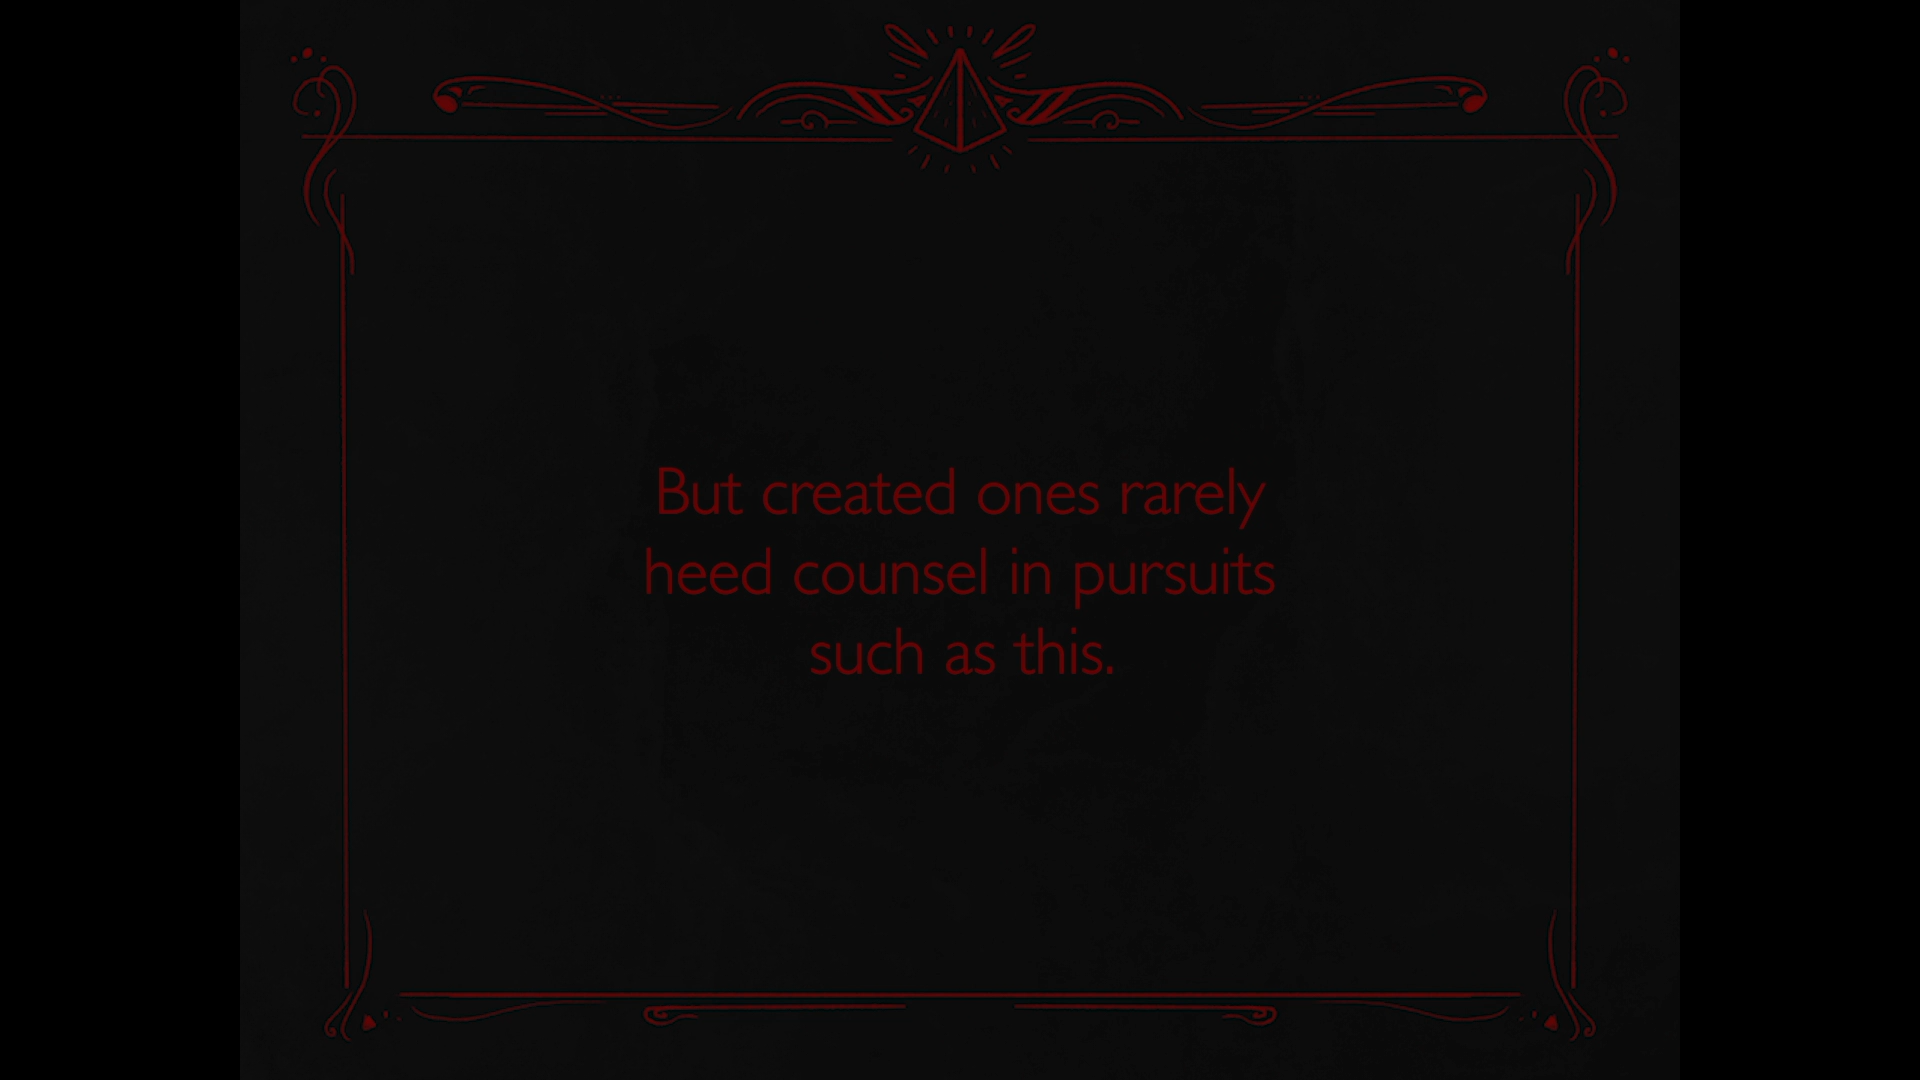 But created ones rarely
heed counsel in pursuits
such as this.